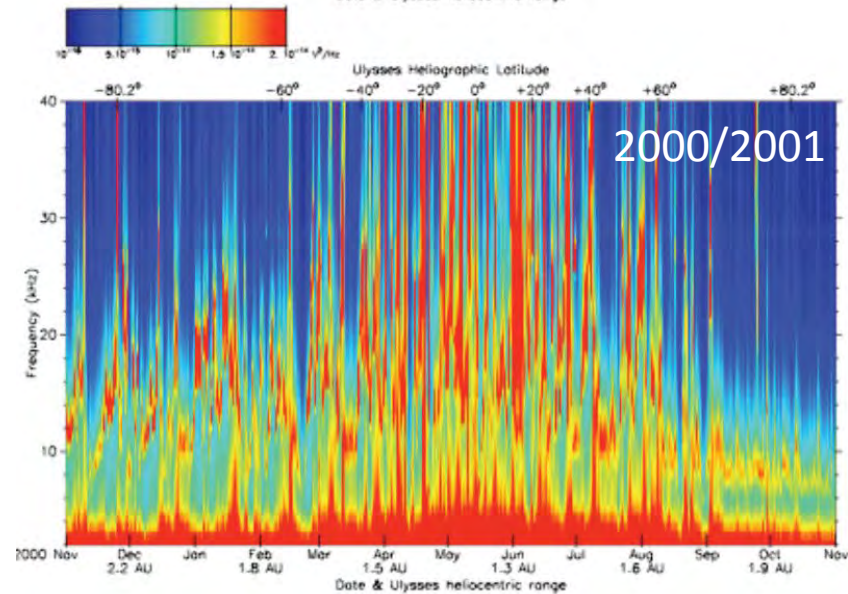 Ulysses Heliographic Latitude
-80.2° -60° -40° -20° 0° +20° +40° +60° +80.2°
2000/2001
40
30
20
10
Frequency (kHz)
2000 Nov Dec Jan Feb Mar Apr May Jun Jul Aug Sep Oct Nov
2.2 AU 1.8 AU 1.5 AU 1.3 AU 1.6 AU 1.9 AU
Date & Ulysses heliocentric range